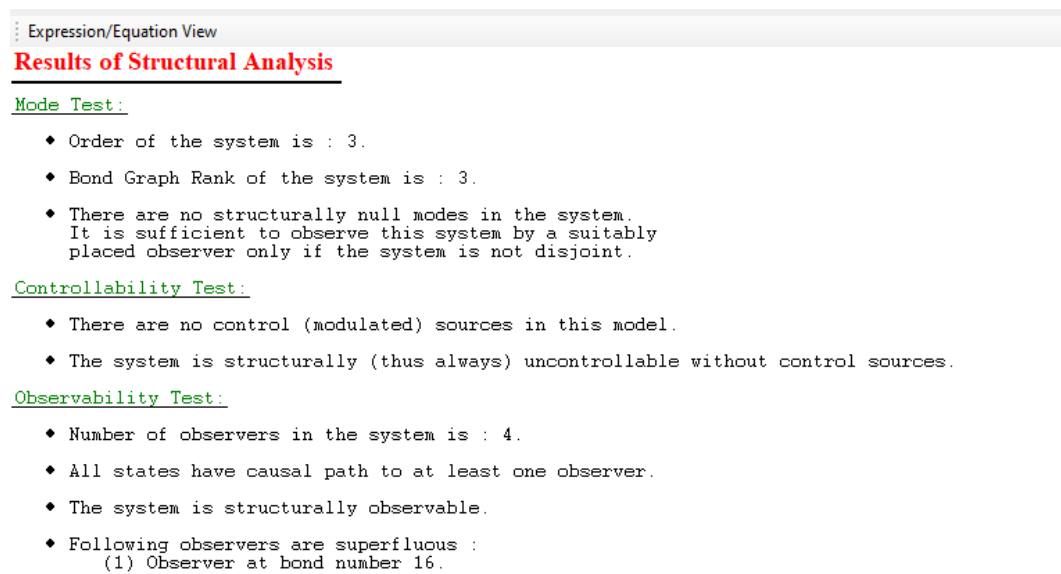 Expression/Equation View
Results of Structural Analysis
Mode Test:
◆ Order of the system is : 3.
◆ Bond Graph Rank of the system is : 3.
◆ There are no structurally null modes in the system.
It is sufficient to observe this system by a suitably
placed observer only if the system is not disjoint.
Controllability Test:
◆ There are no control (modulated) sources in this model.
◆ The system is structurally (thus always) uncontrollable without control sources.
Observability Test:
◆ Number of observers in the system is : 4.
◆ All states have causal path to at least one observer.
◆ The system is structurally observable.
◆ Following observers are superfluous :
(1) Observer at bond number 16.